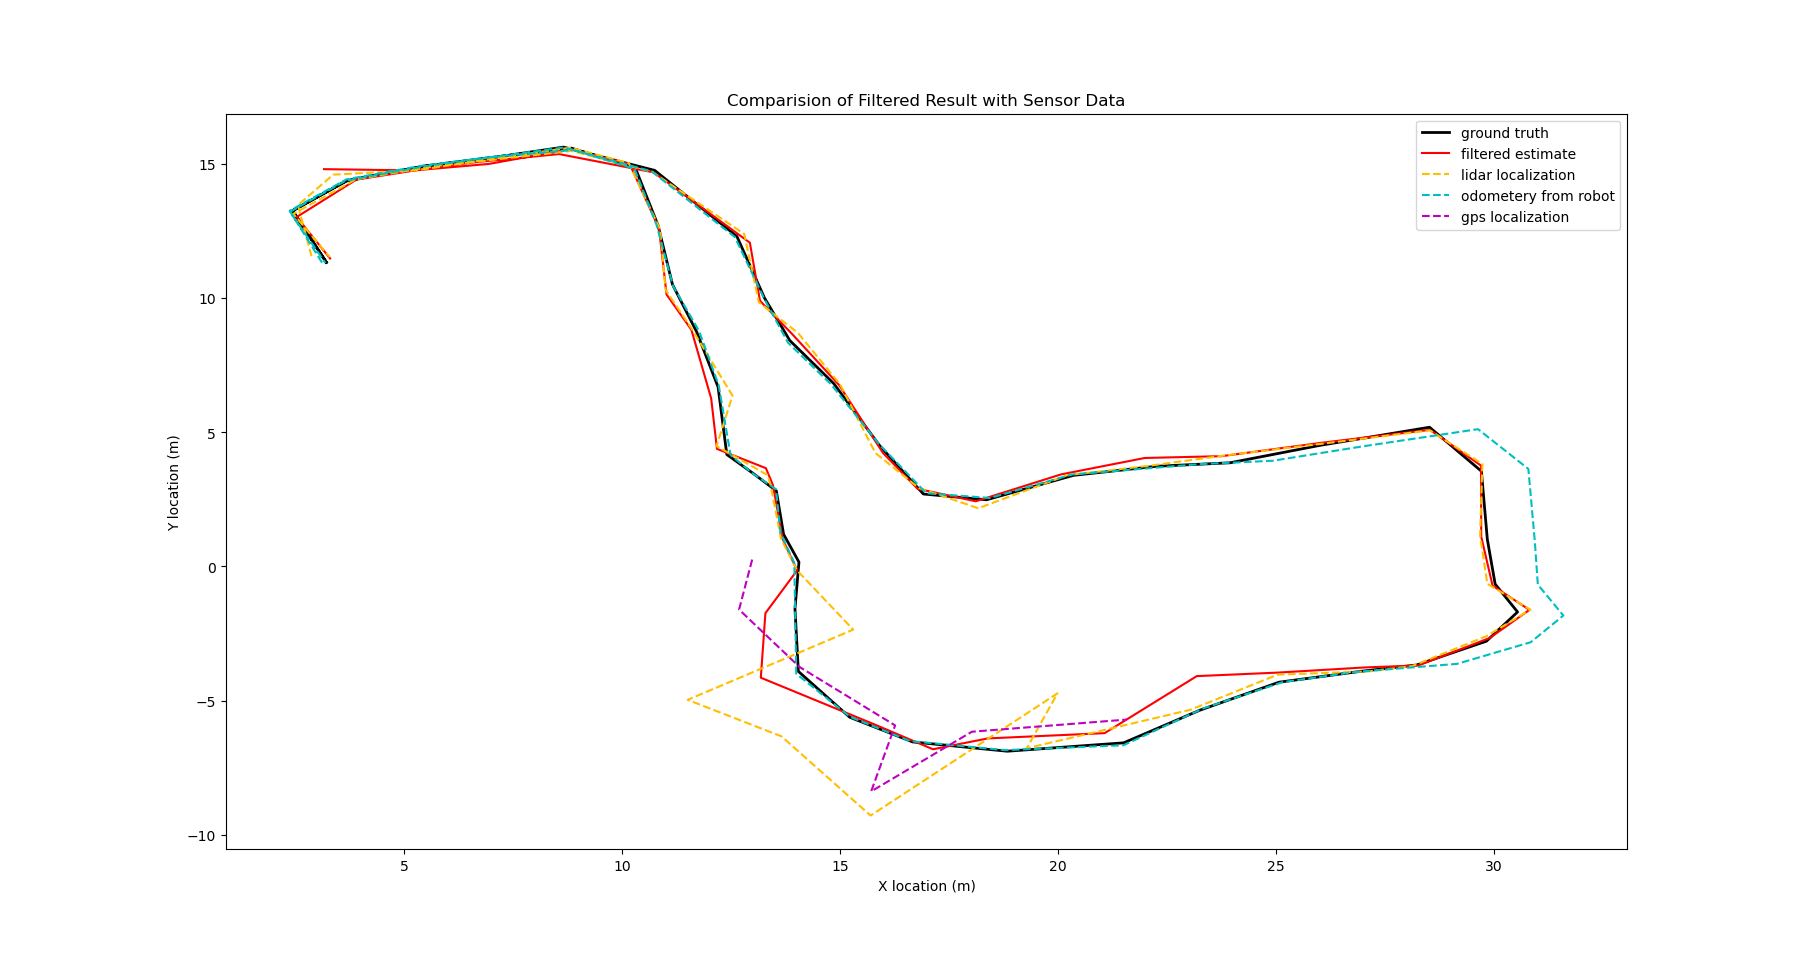 Comparision of Filtered Result with Sensor Data
ground truth
filtered estimate
lidar localization
odometery from robot
gps localization
Y location (m)
15
10
5
0
−5
−10
5
10
15
20
25
30
X location (m)